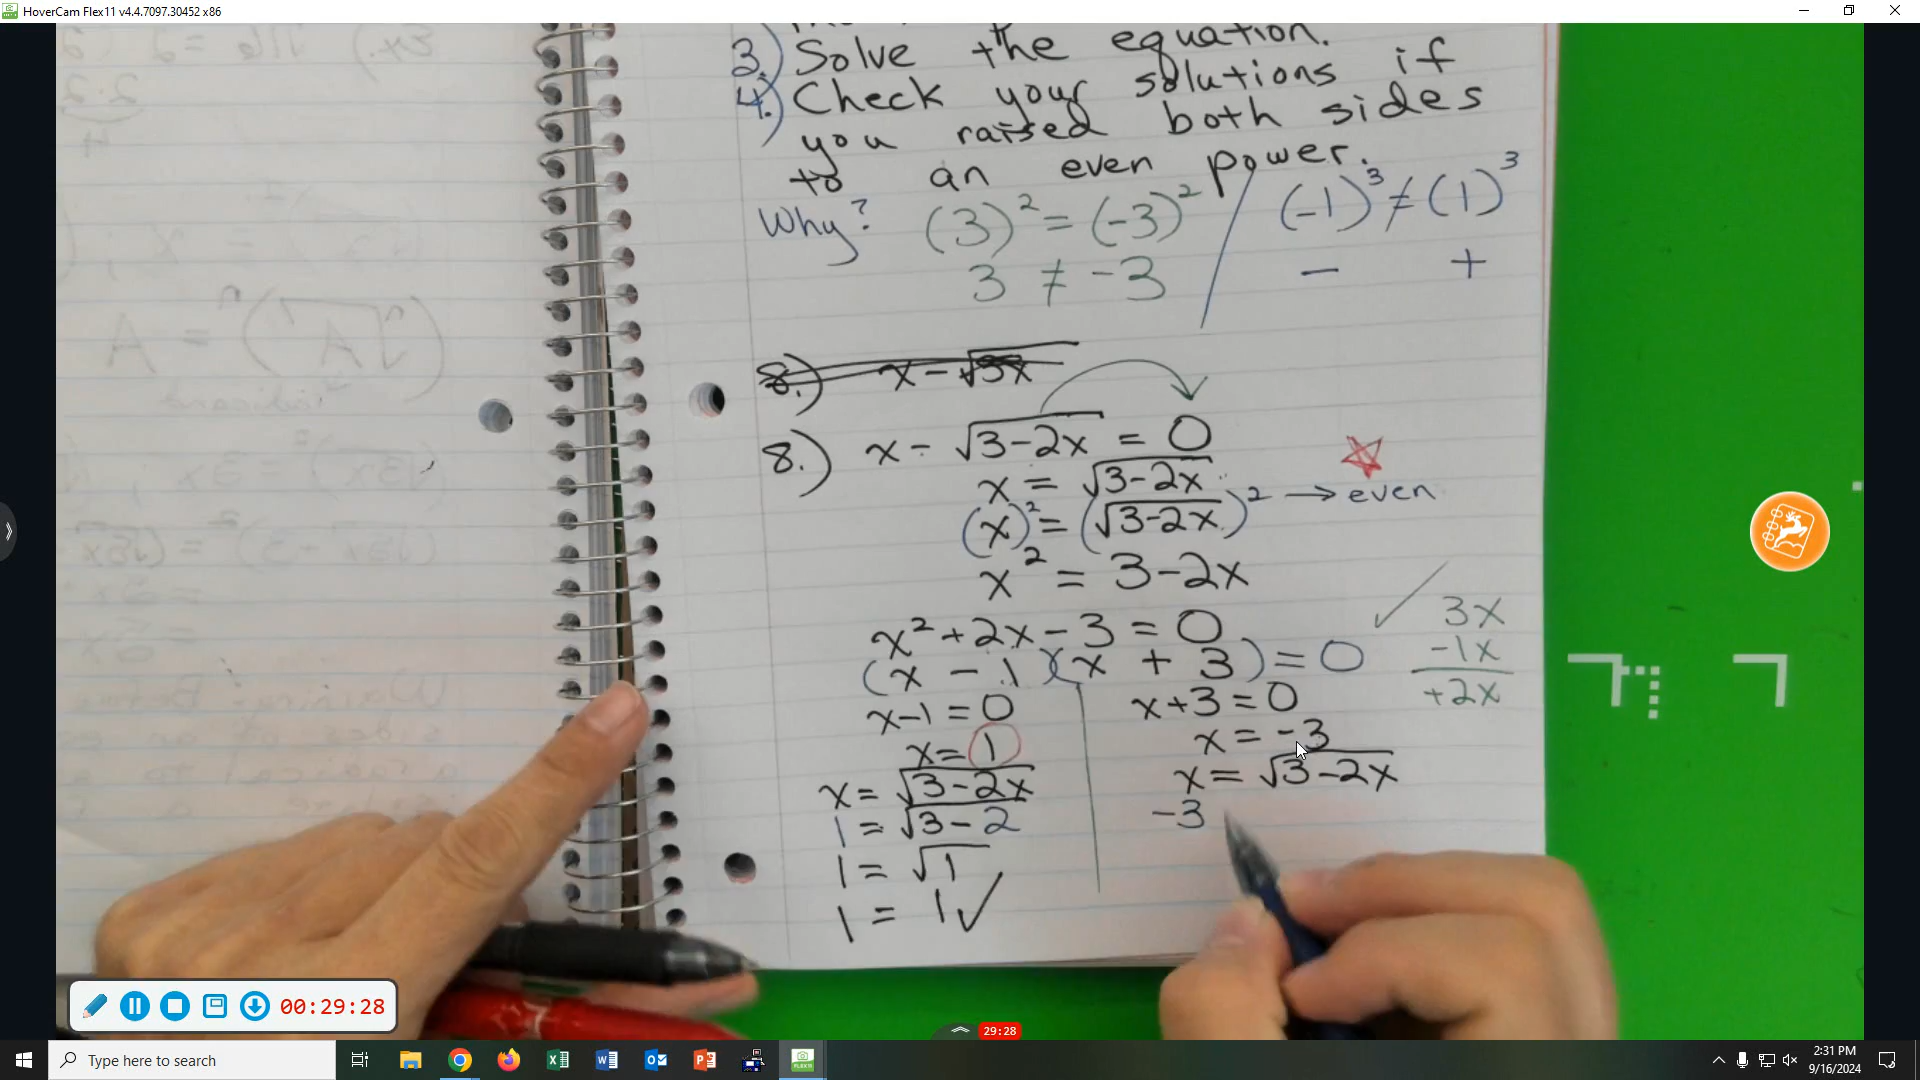 HoverCam Flex11 v4.4.7097.30452 x86
3.) Solve the equation.
4.) Check your solutions if
you raised both sides
to an even power.
Why? (3)² = (-3)² / (-1)³ ≠ (1)³
3 ≠ -3 − +
8.) x - √3x
8.) x - √3-2x = 0
x = √3-2x
(x)² = (√3-2x)² → even
x² = 3-2x
x² + 2x - 3 = 0
(x - 1)(x + 3) = 0
3x
-1x
+2x
x-1 = 0
x = 1
x = √3-2x
1 = √3-2
1 = √1
1 = 1 ✓
x+3 = 0
x = -3
x = √3-2x
-3
00:29:28
29:28
Type here to search
2:31 PM
9/16/2024